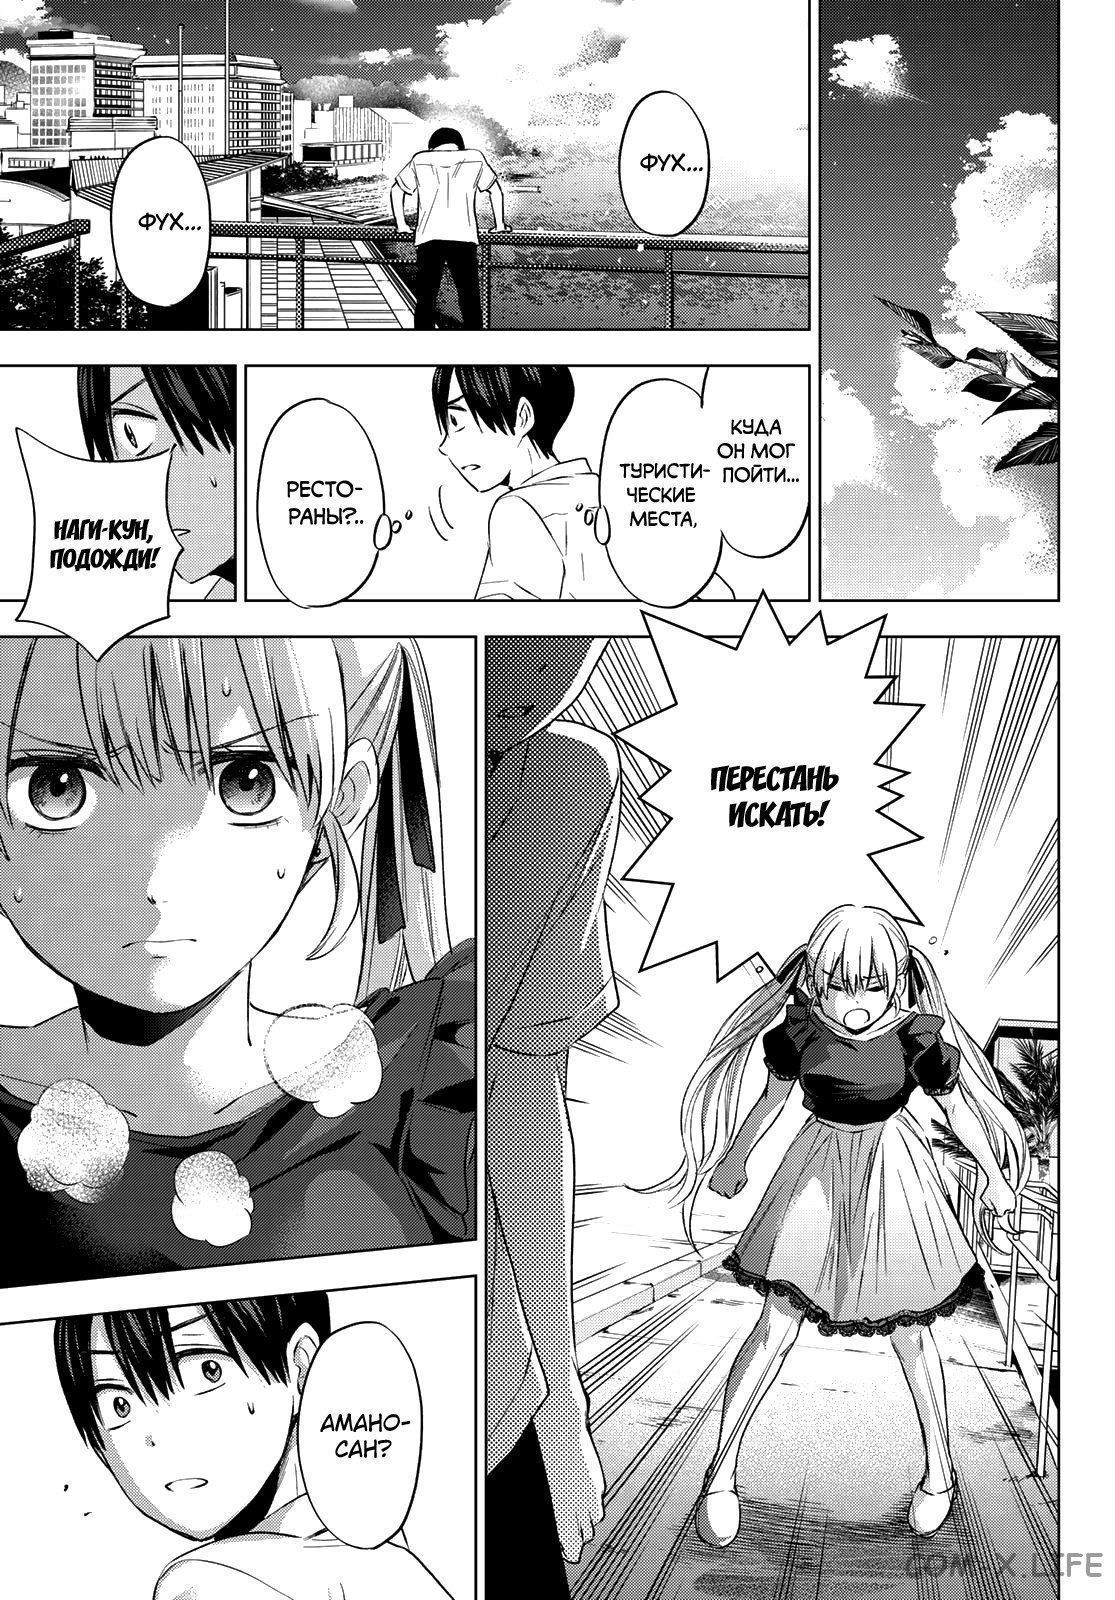 ФУХ...
ФУХ...
КУДА
ОН МОГ
ПОЙТИ...
ТУРИСТИ-
ЧЕСКИЕ
МЕСТА,
РЕСТО-
РАНЫ?..
НАГИ-КУН,
ПОДОЖДИ!
ПЕРЕСТАНЬ
ИСКАТЬ!
АМАНО-
САН?
COM-X.LIFE